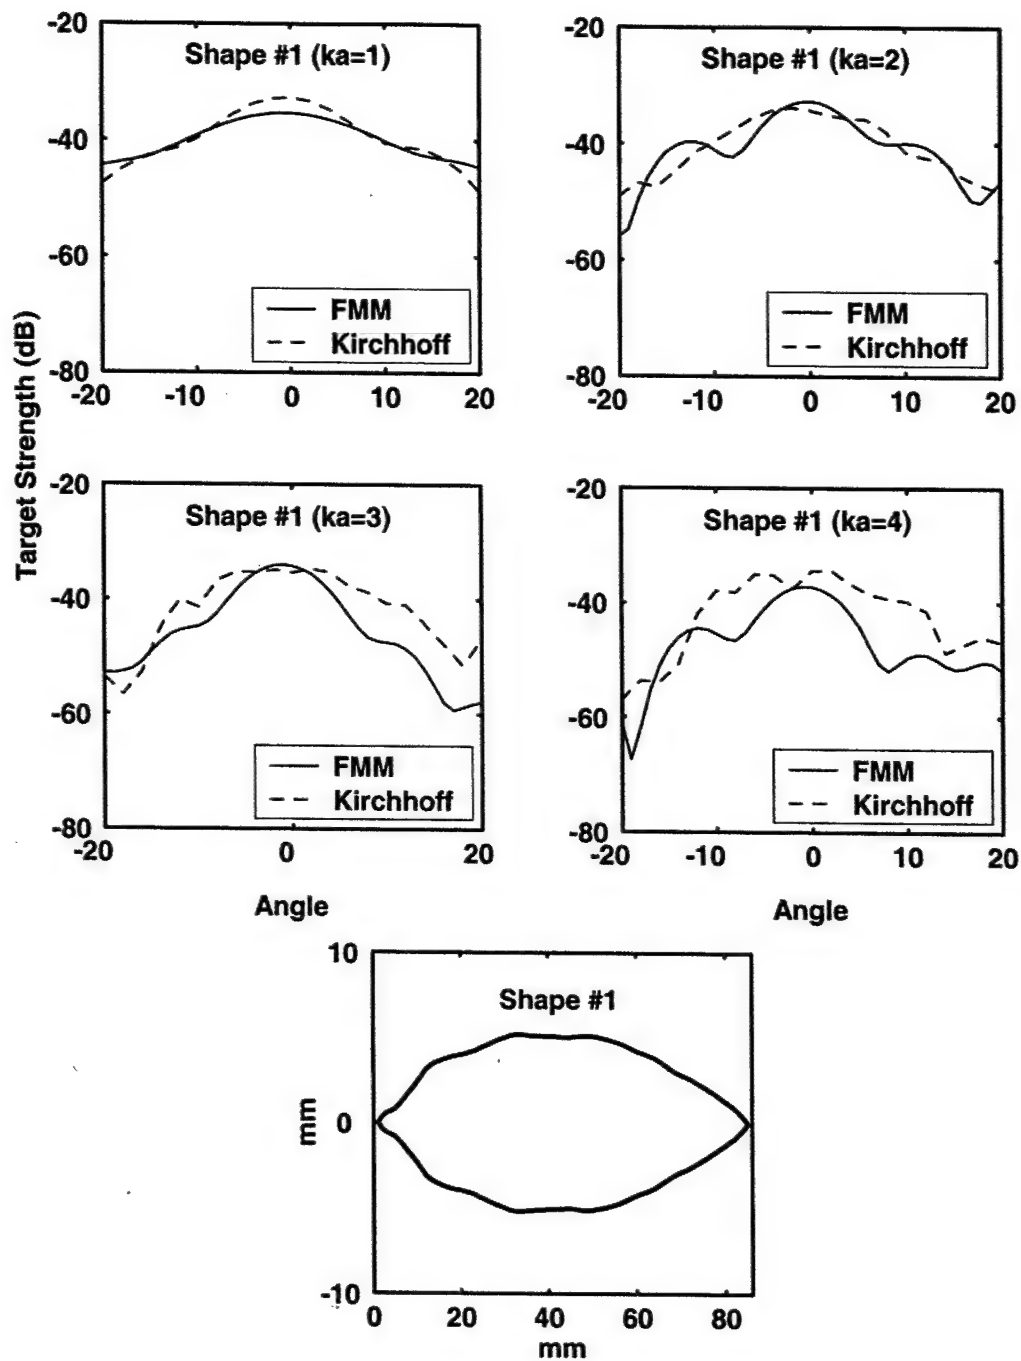 Target Strength (dB)
Shape #1 (ka=1)
-20
-40
-60
-80
-20 -10 0 10 20
FMM
Kirchhoff
Shape #1 (ka=2)
-20
-40
-60
-80
-20 -10 0 10 20
FMM
Kirchhoff
Shape #1 (ka=3)
-20
-40
-60
-80
-20 0 20
FMM
Kirchhoff
Angle
Shape #1 (ka=4)
-20
-40
-60
-80
-20 -10 0 10 20
FMM
Kirchhoff
Angle
Shape #1
10
0
-10
mm
0 20 40 60 80
mm